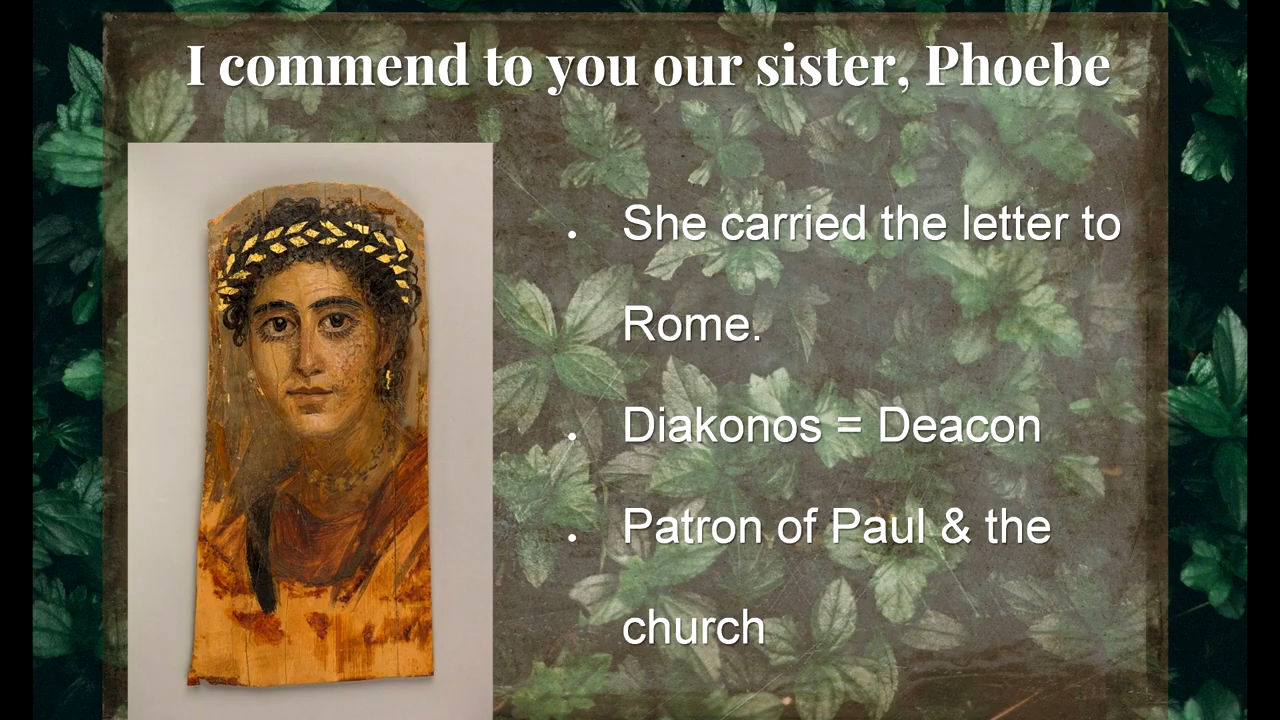 I commend to you our sister, Phoebe
• She carried the letter to
Rome.
• Diakonos = Deacon
• Patron of Paul & the
church